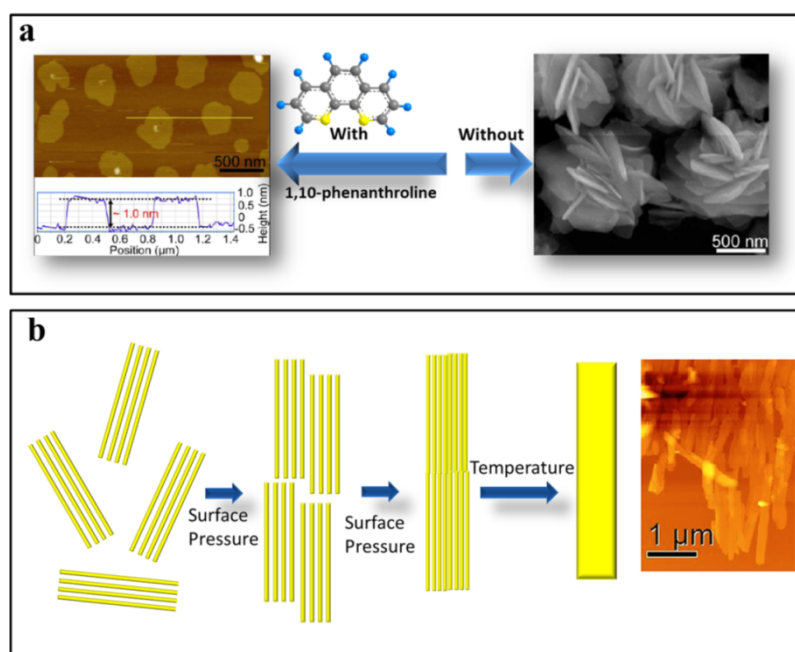 a
With
Without
1,10-phenanthroline
500 nm
500 nm
~ 1.0 nm
1.0
0.5
0
-0.5
Height (nm)
0 0.2 0.4 0.6 0.8 1.0 1.2 1.4
Position (µm)
b
Surface
Pressure
Surface
Pressure
Temperature
1 µm